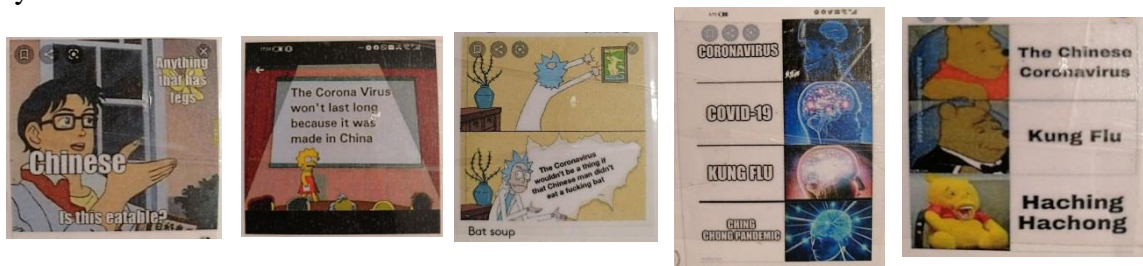 Anything
that has
legs
Chinese
Is this eatable?
The Corona Virus
won't last long
because it was
made in China
The Coronavirus
wouldn't be a thing if
that Chinese man didn't
eat a fucking bat
Bat soup
CORONAVIRUS
COVID-19
KUNG FLU
CHING
CHONG PANDEMIC
The Chinese
Coronavirus
Kung Flu
Haching
Hachong